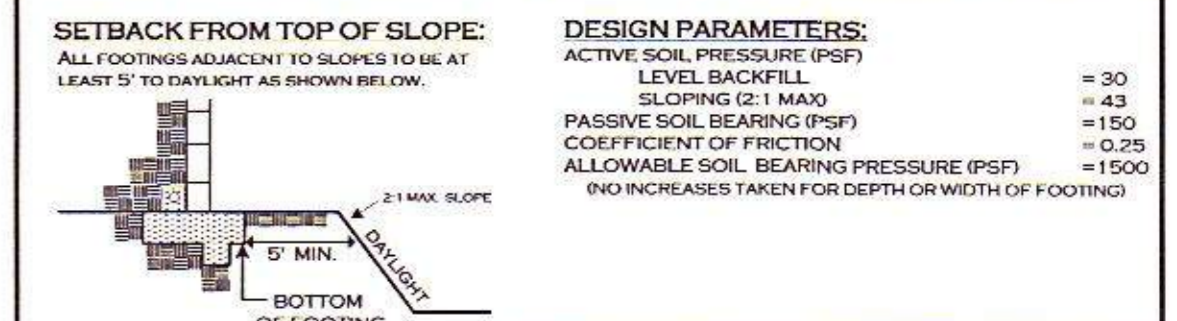 SETBACK FROM TOP OF SLOPE:
ALL FOOTINGS ADJACENT TO SLOPES TO BE AT
LEAST 5' TO DAYLIGHT AS SHOWN BELOW.
2:1 MAX. SLOPE
5' MIN.
DAYLIGHT
BOTTOM
OF FOOTING
DESIGN PARAMETERS:
ACTIVE SOIL PRESSURE (PSF)
LEVEL BACKFILL = 30
SLOPING (2:1 MAX) = 43
PASSIVE SOIL BEARING (PSF) =150
COEFFICIENT OF FRICTION = 0.25
ALLOWABLE SOIL BEARING PRESSURE (PSF) =1500
(NO INCREASES TAKEN FOR DEPTH OR WIDTH OF FOOTING)